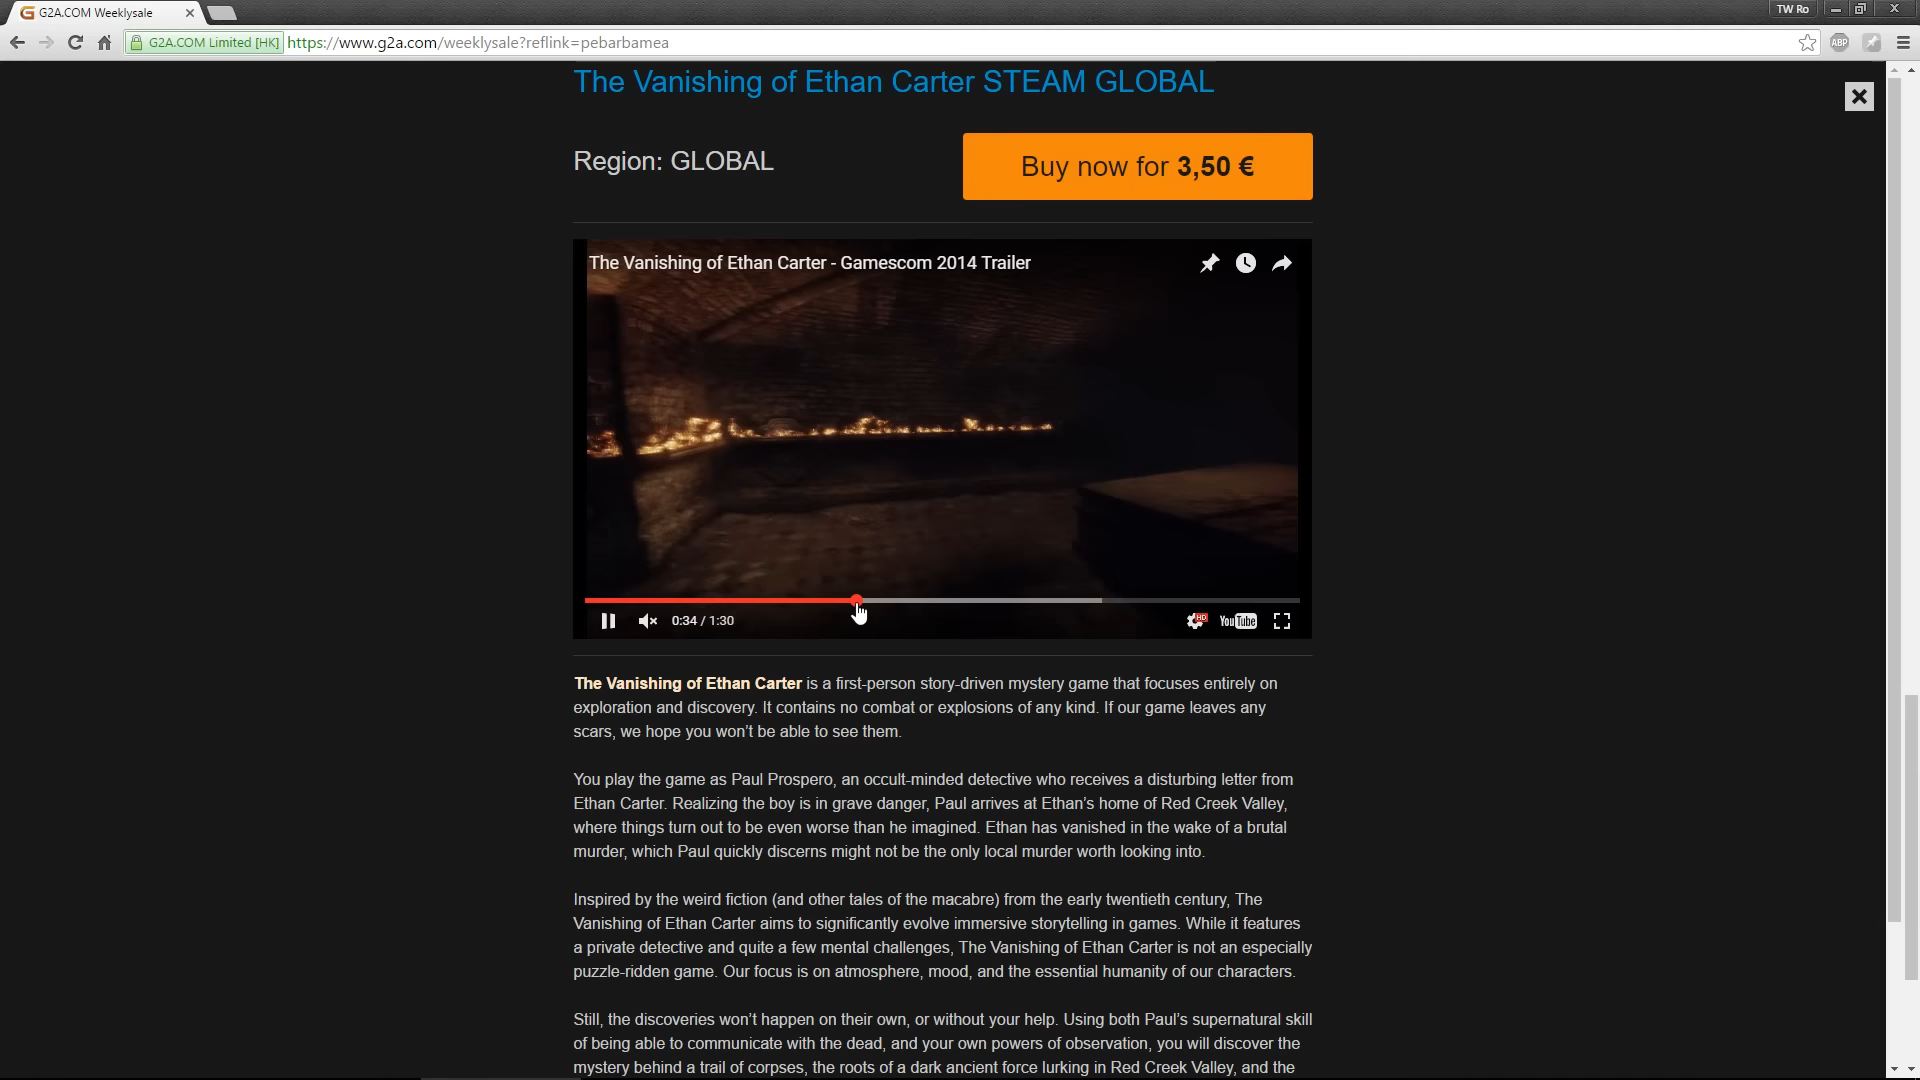 G2A.COM Weeklysale
TW Ro
G2A.COM Limited [HK]
https://www.g2a.com/weeklysale?reflink=pebarbamea
ABP
The Vanishing of Ethan Carter STEAM GLOBAL
Region: GLOBAL
Buy now for 3,50 €
The Vanishing of Ethan Carter - Gamescom 2014 Trailer
0:34 / 1:30
HD
YouTube
The Vanishing of Ethan Carter is a first-person story-driven mystery game that focuses entirely on
exploration and discovery. It contains no combat or explosions of any kind. If our game leaves any
scars, we hope you won't be able to see them.
You play the game as Paul Prospero, an occult-minded detective who receives a disturbing letter from
Ethan Carter. Realizing the boy is in grave danger, Paul arrives at Ethan's home of Red Creek Valley,
where things turn out to be even worse than he imagined. Ethan has vanished in the wake of a brutal
murder, which Paul quickly discerns might not be the only local murder worth looking into.
Inspired by the weird fiction (and other tales of the macabre) from the early twentieth century, The
Vanishing of Ethan Carter aims to significantly evolve immersive storytelling in games. While it features
a private detective and quite a few mental challenges, The Vanishing of Ethan Carter is not an especially
puzzle-ridden game. Our focus is on atmosphere, mood, and the essential humanity of our characters.
Still, the discoveries won't happen on their own, or without your help. Using both Paul's supernatural skill
of being able to communicate with the dead, and your own powers of observation, you will discover the
mystery behind a trail of corpses, the roots of a dark ancient force lurking in Red Creek Valley, and the